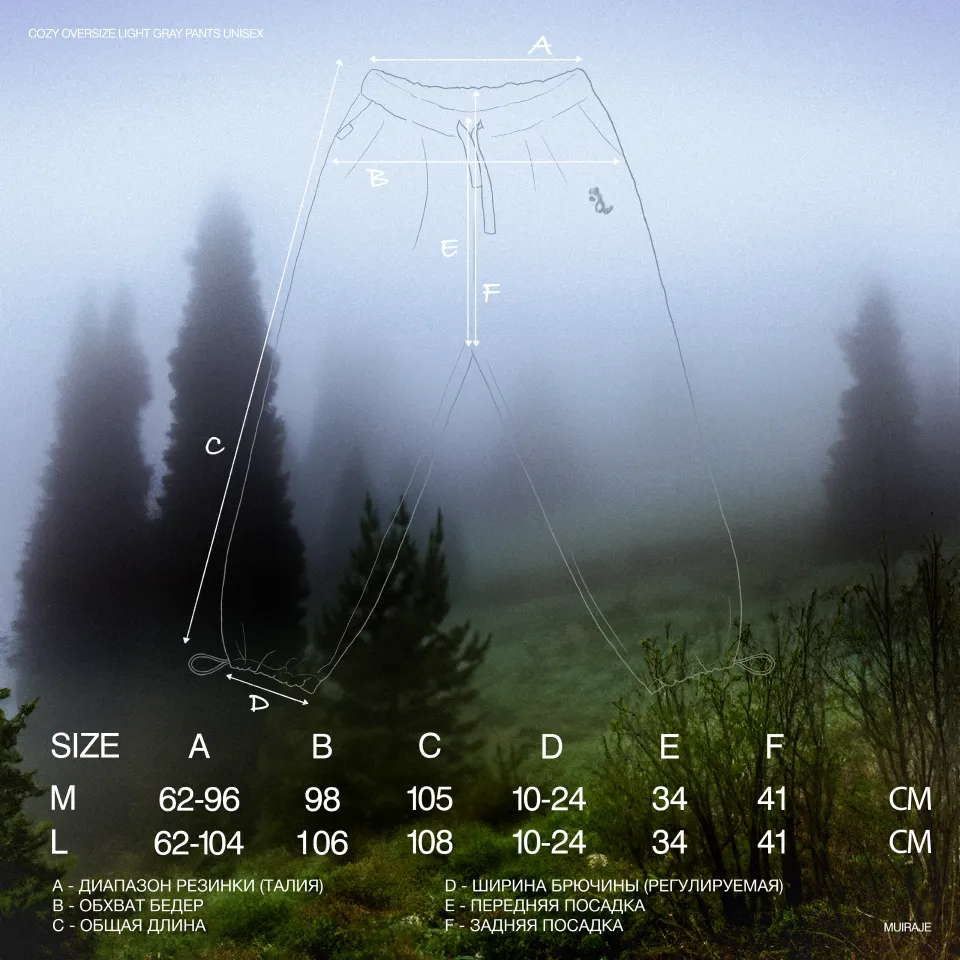 COZY OVERSIZE LIGHT GRAY PANTS UNISEX
A
B
E
F
C
D
SIZE A B C D E F
M 62-96 98 105 10-24 34 41 CM
L 62-104 106 108 10-24 34 41 CM
A - ДИАПАЗОН РЕЗИНКИ (ТАЛИЯ)
B - ОБХВАТ БЕДЕР
C - ОБЩАЯ ДЛИНА
D - ШИРИНА БРЮЧИНЫ (РЕГУЛИРУЕМАЯ)
E - ПЕРЕДНЯЯ ПОСАДКА
F - ЗАДНЯЯ ПОСАДКА
MUIRAJE